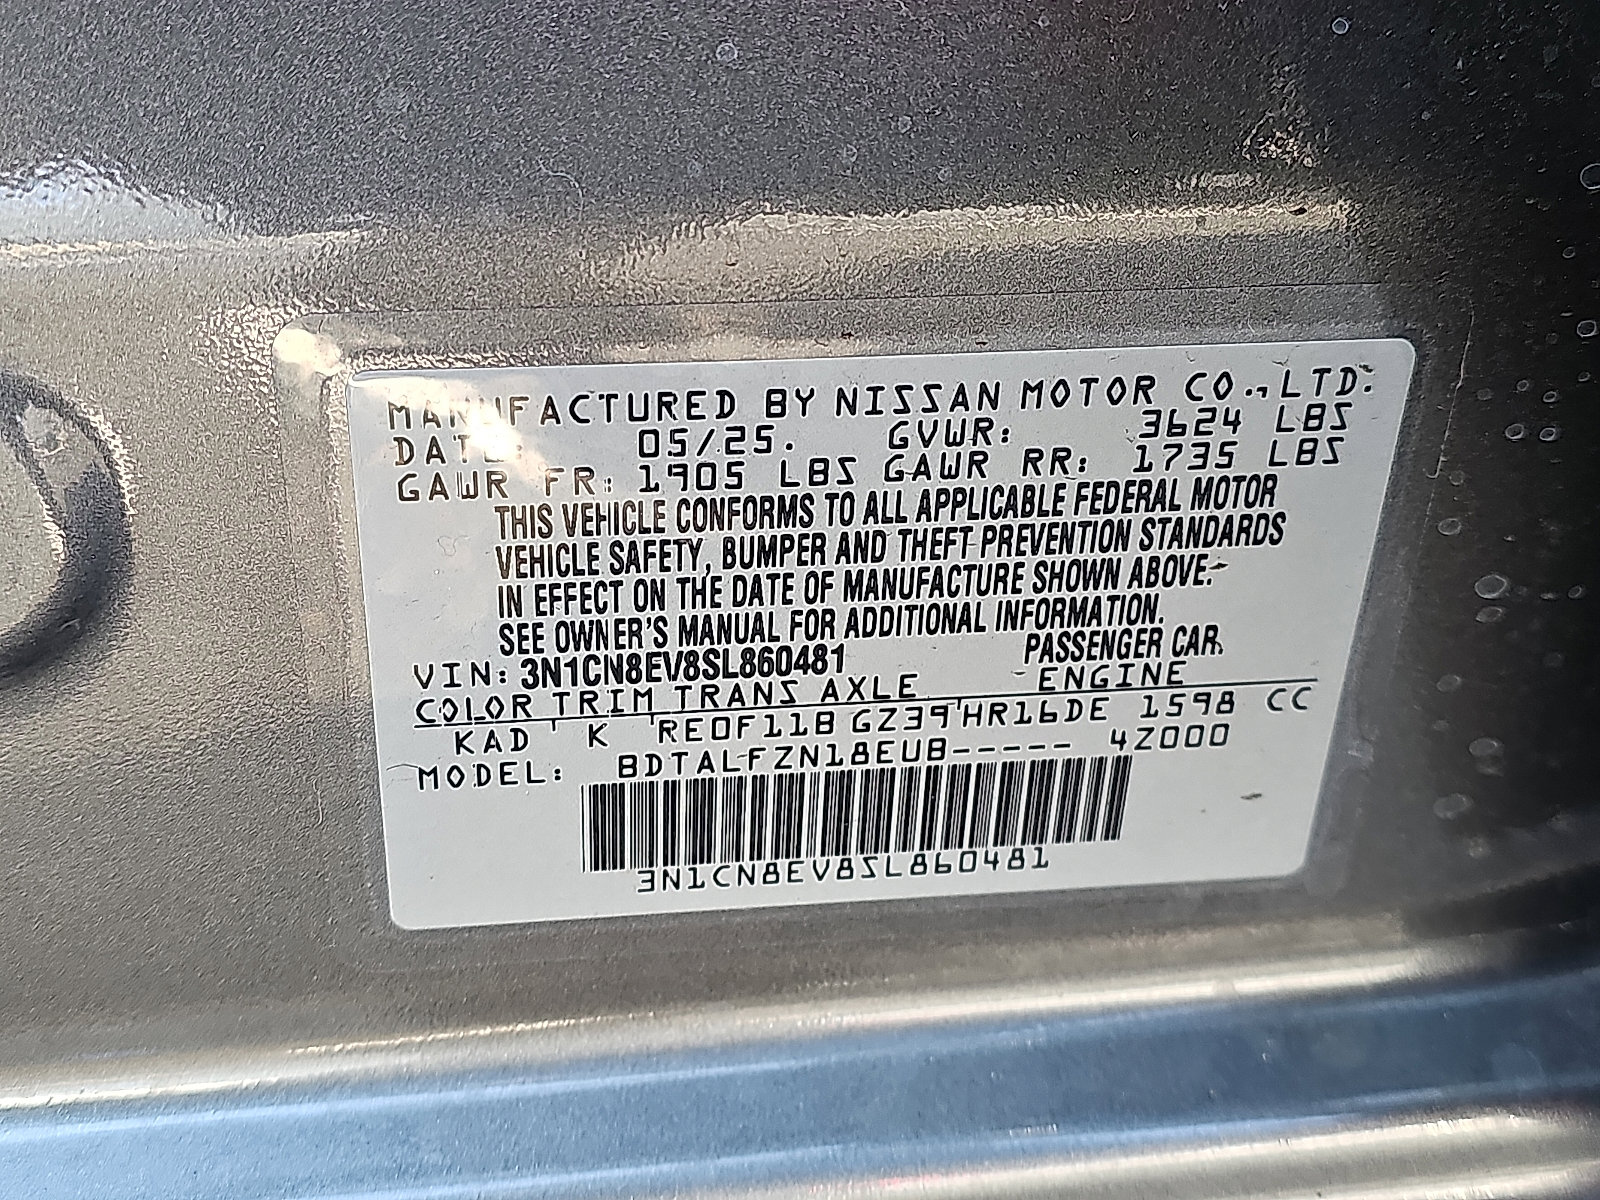 MANUFACTURED BY NISSAN MOTOR CO., LTD.
DATE: 05/25. GVWR: 3624 LBS
GAWR FR: 1905 LBS GAWR RR: 1735 LBS
THIS VEHICLE CONFORMS TO ALL APPLICABLE FEDERAL MOTOR
VEHICLE SAFETY, BUMPER AND THEFT PREVENTION STANDARDS
IN EFFECT ON THE DATE OF MANUFACTURE SHOWN ABOVE.
SEE OWNER'S MANUAL FOR ADDITIONAL INFORMATION.
VIN: 3N1CN8EV8SL860481 PASSENGER CAR
COLOR TRIM TRANS AXLE ENGINE
KAD K RE0F11B GZ39 HR16DE 1598 CC
MODEL: BDTALFZN18EUB----- 4Z000
3N1CN8EV8SL860481